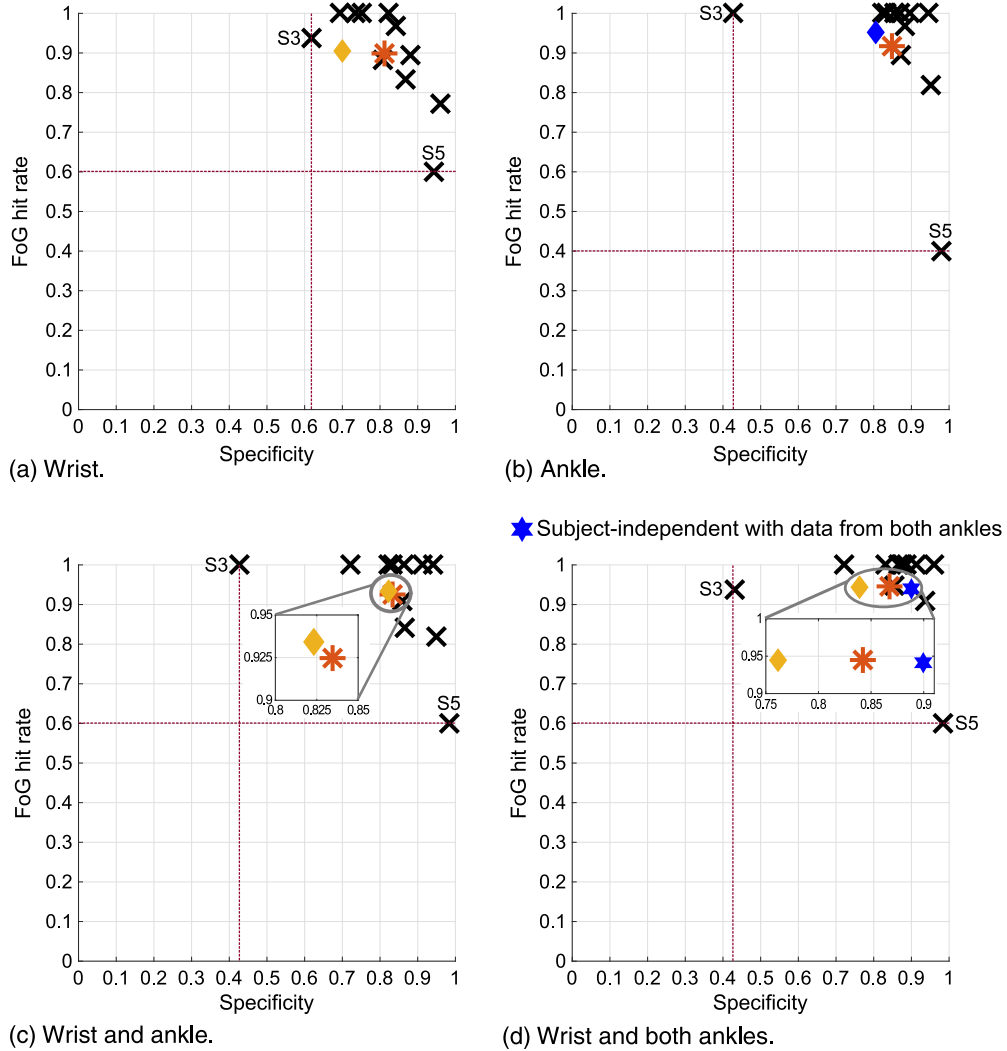 1
0.9
0.8
0.7
0.6
0.5
0.4
0.3
0.2
0.1
0
FoG hit rate
S3
S5
0 0.1 0.2 0.3 0.4 0.5 0.6 0.7 0.8 0.9 1
Specificity
(a) Wrist.
1
0.9
0.8
0.7
0.6
0.5
0.4
0.3
0.2
0.1
0
FoG hit rate
S3
S5
0 0.1 0.2 0.3 0.4 0.5 0.6 0.7 0.8 0.9 1
Specificity
(b) Ankle.
1
0.9
0.8
0.7
0.6
0.5
0.4
0.3
0.2
0.1
0
FoG hit rate
S3
0.95
0.925
0.9
0.8 0.825 0.85
S5
0 0.1 0.2 0.3 0.4 0.5 0.6 0.7 0.8 0.9 1
Specificity
(c) Wrist and ankle.
Subject-independent with data from both ankles
1
0.9
0.8
0.7
0.6
0.5
0.4
0.3
0.2
0.1
0
FoG hit rate
S3
1
0.95
0.9
0.75 0.8 0.85 0.9
S5
0 0.1 0.2 0.3 0.4 0.5 0.6 0.7 0.8 0.9 1
Specificity
(d) Wrist and both ankles.